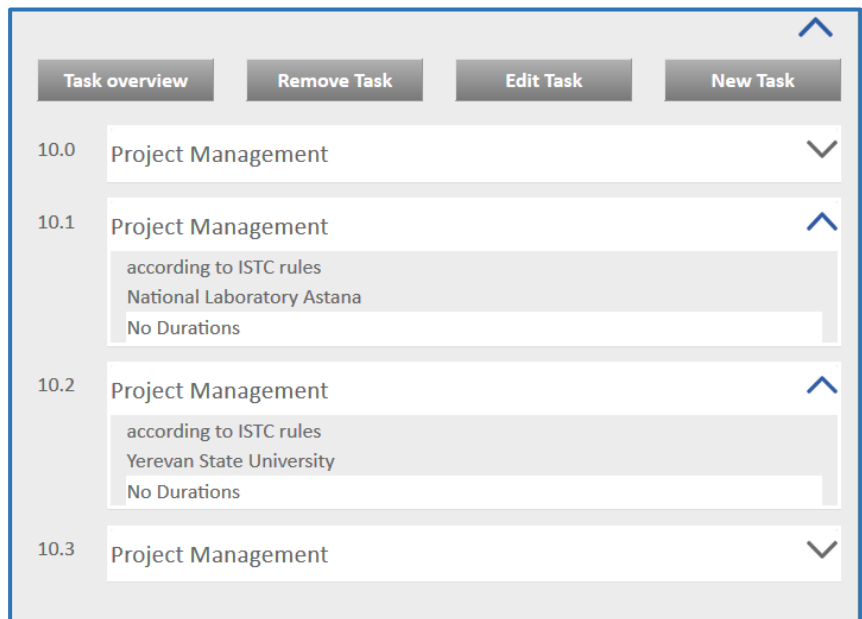 Task overview Remove Task Edit Task New Task
10.0 Project Management
10.1 Project Management
according to ISTC rules
National Laboratory Astana
No Durations
10.2 Project Management
according to ISTC rules
Yerevan State University
No Durations
10.3 Project Management